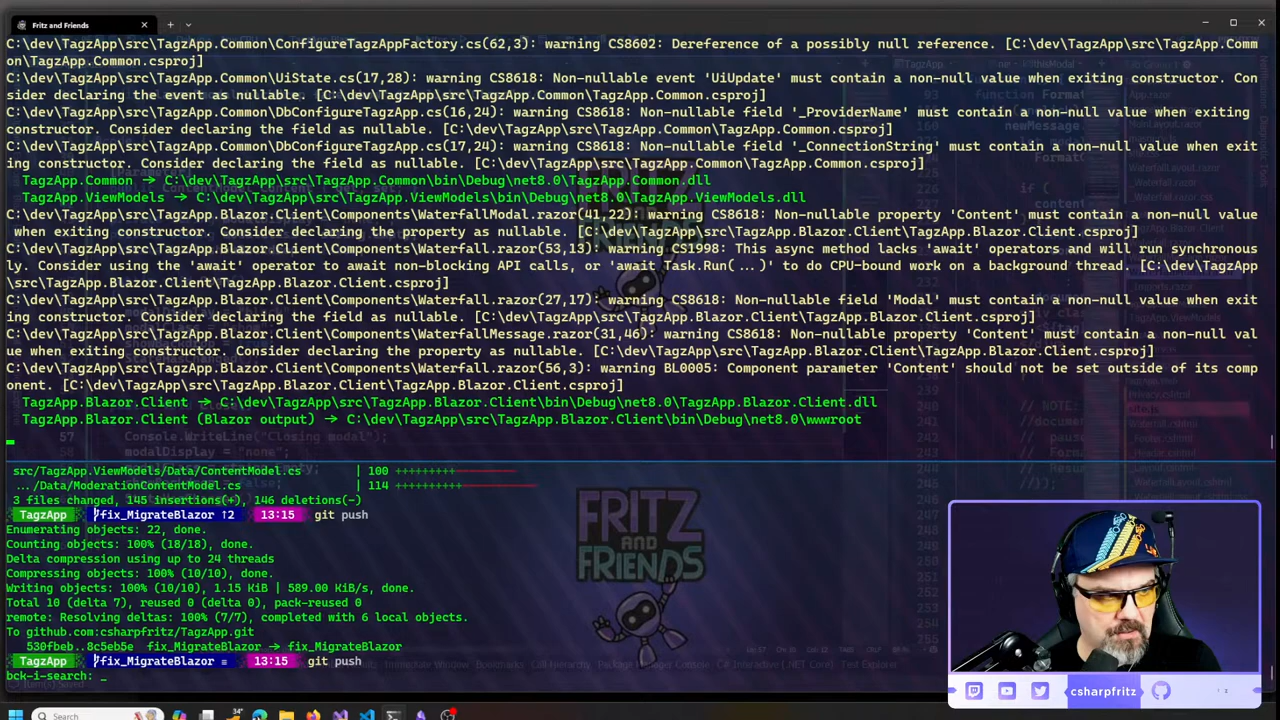 Fritz and Friends
C:\dev\TagzApp\src\TagzApp.Common\ConfigureTagzAppFactory.cs(62,3): warning CS8602: Dereference of a possibly null reference. [C:\dev\TagzApp\src\TagzApp.Comm
on\TagzApp.Common.csproj]
C:\dev\TagzApp\src\TagzApp.Common\UiState.cs(17,28): warning CS8618: Non-nullable event 'UiUpdate' must contain a non-null value when exiting constructor. Con
sider declaring the event as nullable. [C:\dev\TagzApp\src\TagzApp.Common\TagzApp.Common.csproj]
C:\dev\TagzApp\src\TagzApp.Common\DbConfigureTagzApp.cs(16,24): warning CS8618: Non-nullable field '_ProviderName' must contain a non-null value when exiting
constructor. Consider declaring the field as nullable. [C:\dev\TagzApp\src\TagzApp.Common\TagzApp.Common.csproj]
C:\dev\TagzApp\src\TagzApp.Common\DbConfigureTagzApp.cs(17,24): warning CS8618: Non-nullable field '_ConnectionString' must contain a non-null value when exit
ing constructor. Consider declaring the field as nullable. [C:\dev\TagzApp\src\TagzApp.Common\TagzApp.Common.csproj]
TagzApp.Common -> C:\dev\TagzApp\src\TagzApp.Common\bin\Debug\net8.0\TagzApp.Common.dll
TagzApp.ViewModels -> C:\dev\TagzApp\src\TagzApp.ViewModels\bin\Debug\net8.0\TagzApp.ViewModels.dll
C:\dev\TagzApp\src\TagzApp.Blazor.Client\Components\WaterfallModal.razor(41,22): warning CS8618: Non-nullable property 'Content' must contain a non-null value
when exiting constructor. Consider declaring the property as nullable. [C:\dev\TagzApp\src\TagzApp.Blazor.Client\TagzApp.Blazor.Client.csproj]
C:\dev\TagzApp\src\TagzApp.Blazor.Client\Components\Waterfall.razor(53,13): warning CS1998: This async method lacks 'await' operators and will run synchronous
ly. Consider using the 'await' operator to await non-blocking API calls, or 'await Task.Run(...)' to do CPU-bound work on a background thread. [C:\dev\TagzApp
\src\TagzApp.Blazor.Client\TagzApp.Blazor.Client.csproj]
C:\dev\TagzApp\src\TagzApp.Blazor.Client\Components\Waterfall.razor(27,17): warning CS8618: Non-nullable field 'Modal' must contain a non-null value when exit
ing constructor. Consider declaring the field as nullable. [C:\dev\TagzApp\src\TagzApp.Blazor.Client\TagzApp.Blazor.Client.csproj]
C:\dev\TagzApp\src\TagzApp.Blazor.Client\Components\WaterfallMessage.razor(31,46): warning CS8618: Non-nullable property 'Content' must contain a non-null val
ue when exiting constructor. Consider declaring the property as nullable. [C:\dev\TagzApp\src\TagzApp.Blazor.Client\TagzApp.Blazor.Client.csproj]
C:\dev\TagzApp\src\TagzApp.Blazor.Client\Components\Waterfall.razor(56,3): warning BL0005: Component parameter 'Content' should not be set outside of its comp
onent. [C:\dev\TagzApp\src\TagzApp.Blazor.Client\TagzApp.Blazor.Client.csproj]
TagzApp.Blazor.Client -> C:\dev\TagzApp\src\TagzApp.Blazor.Client\bin\Debug\net8.0\TagzApp.Blazor.Client.dll
TagzApp.Blazor.Client (Blazor output) -> C:\dev\TagzApp\src\TagzApp.Blazor.Client\bin\Debug\net8.0\wwwroot
src/TagzApp.ViewModels/Data/ContentModel.cs | 100 ++++++++++----------
.../Data/ModerationContentModel.cs | 114
3 files changed, 145 insertions(+), 146 deletions(-)
TagzApp fix_MigrateBlazor ↑2 13:15 git push
Enumerating objects: 22, done.
Counting objects: 100% (18/18), done.
Delta compression using up to 24 threads
Compressing objects: 100% (10/10), done.
Writing objects: 100% (10/10), 1.15 KiB | 589.00 KiB/s, done.
Total 10 (delta 7), reused 0 (delta 0), pack-reused 0
remote: Resolving deltas: 100% (7/7), completed with 6 local objects.
To github.com:csharpfritz/TagzApp.git
530fbeb..8c5eb5e fix_MigrateBlazor -> fix_MigrateBlazor
TagzApp fix_MigrateBlazor ≡ 13:15 git push
bck-i-search: _
FRITZ
AND
FRIENDS
csharpfritz
Search
34°